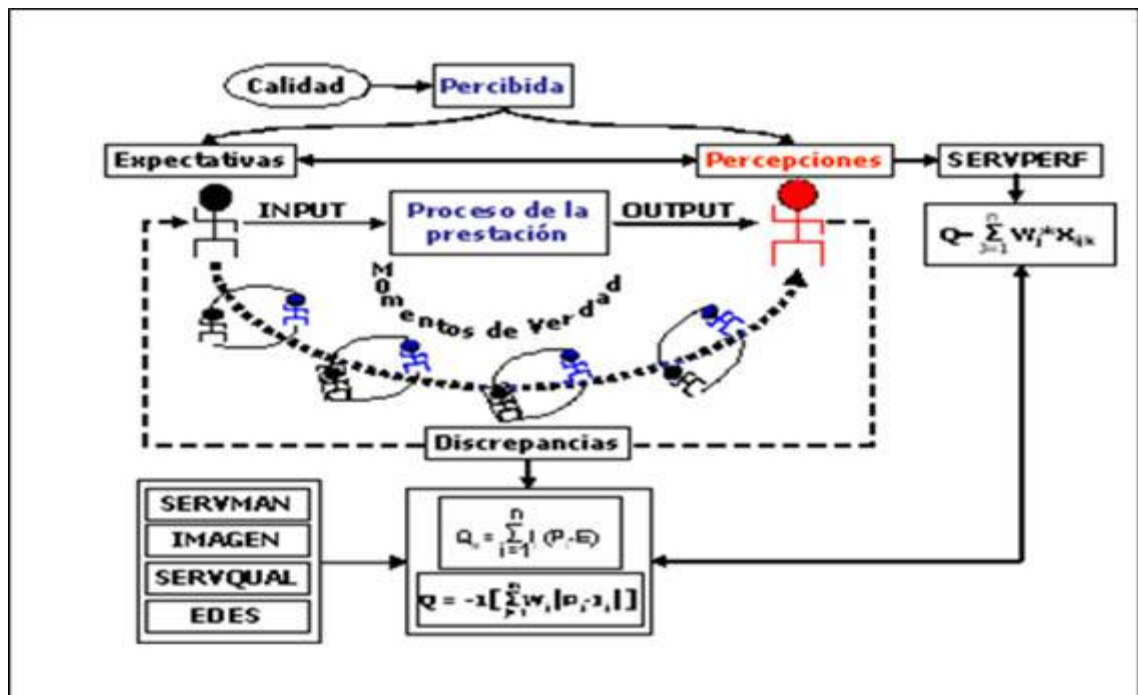 Calidad
Percibida
Expectativas
Percepciones
SERVPERF
INPUT
Proceso de la
prestación
OUTPUT
Momentos de Verdad
Discrepancias
SERVMAN
IMAGEN
SERVQUAL
EDES